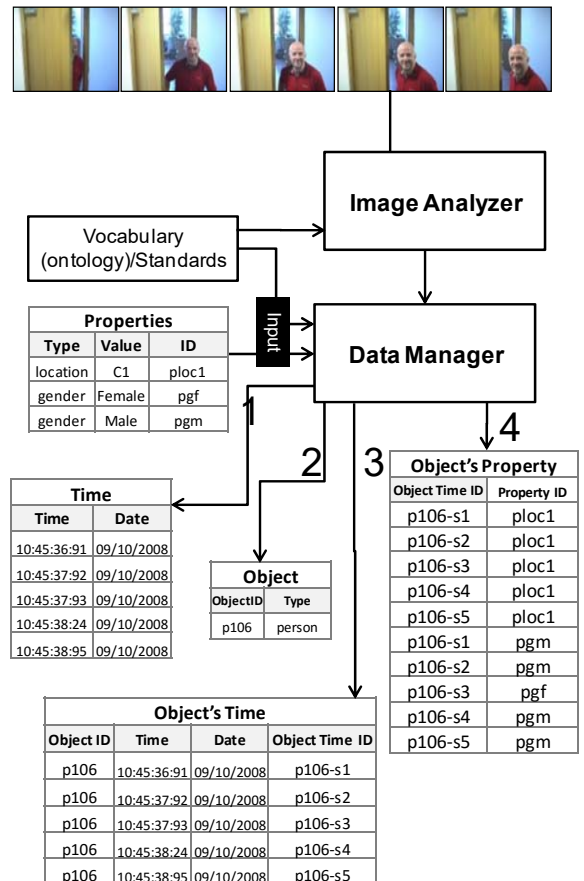 Image Analyzer
Vocabulary
(ontology)/Standards
Input
Data Manager
Properties
Type Value ID
location C1 ploc1
gender Female pgf
gender Male pgm
1
2
3
4
Time
Time Date
10:45:36:91 09/10/2008
10:45:37:92 09/10/2008
10:45:37:93 09/10/2008
10:45:38:24 09/10/2008
10:45:38:95 09/10/2008
Object
ObjectID Type
p106 person
Object's Property
Object Time ID Property ID
p106-s1 ploc1
p106-s2 ploc1
p106-s3 ploc1
p106-s4 ploc1
p106-s5 ploc1
p106-s1 pgm
p106-s2 pgm
p106-s3 pgf
p106-s4 pgm
p106-s5 pgm
Object's Time
Object ID Time Date Object Time ID
p106 10:45:36:91 09/10/2008 p106-s1
p106 10:45:37:92 09/10/2008 p106-s2
p106 10:45:37:93 09/10/2008 p106-s3
p106 10:45:38:24 09/10/2008 p106-s4
p106 10:45:38:95 09/10/2008 p106-s5